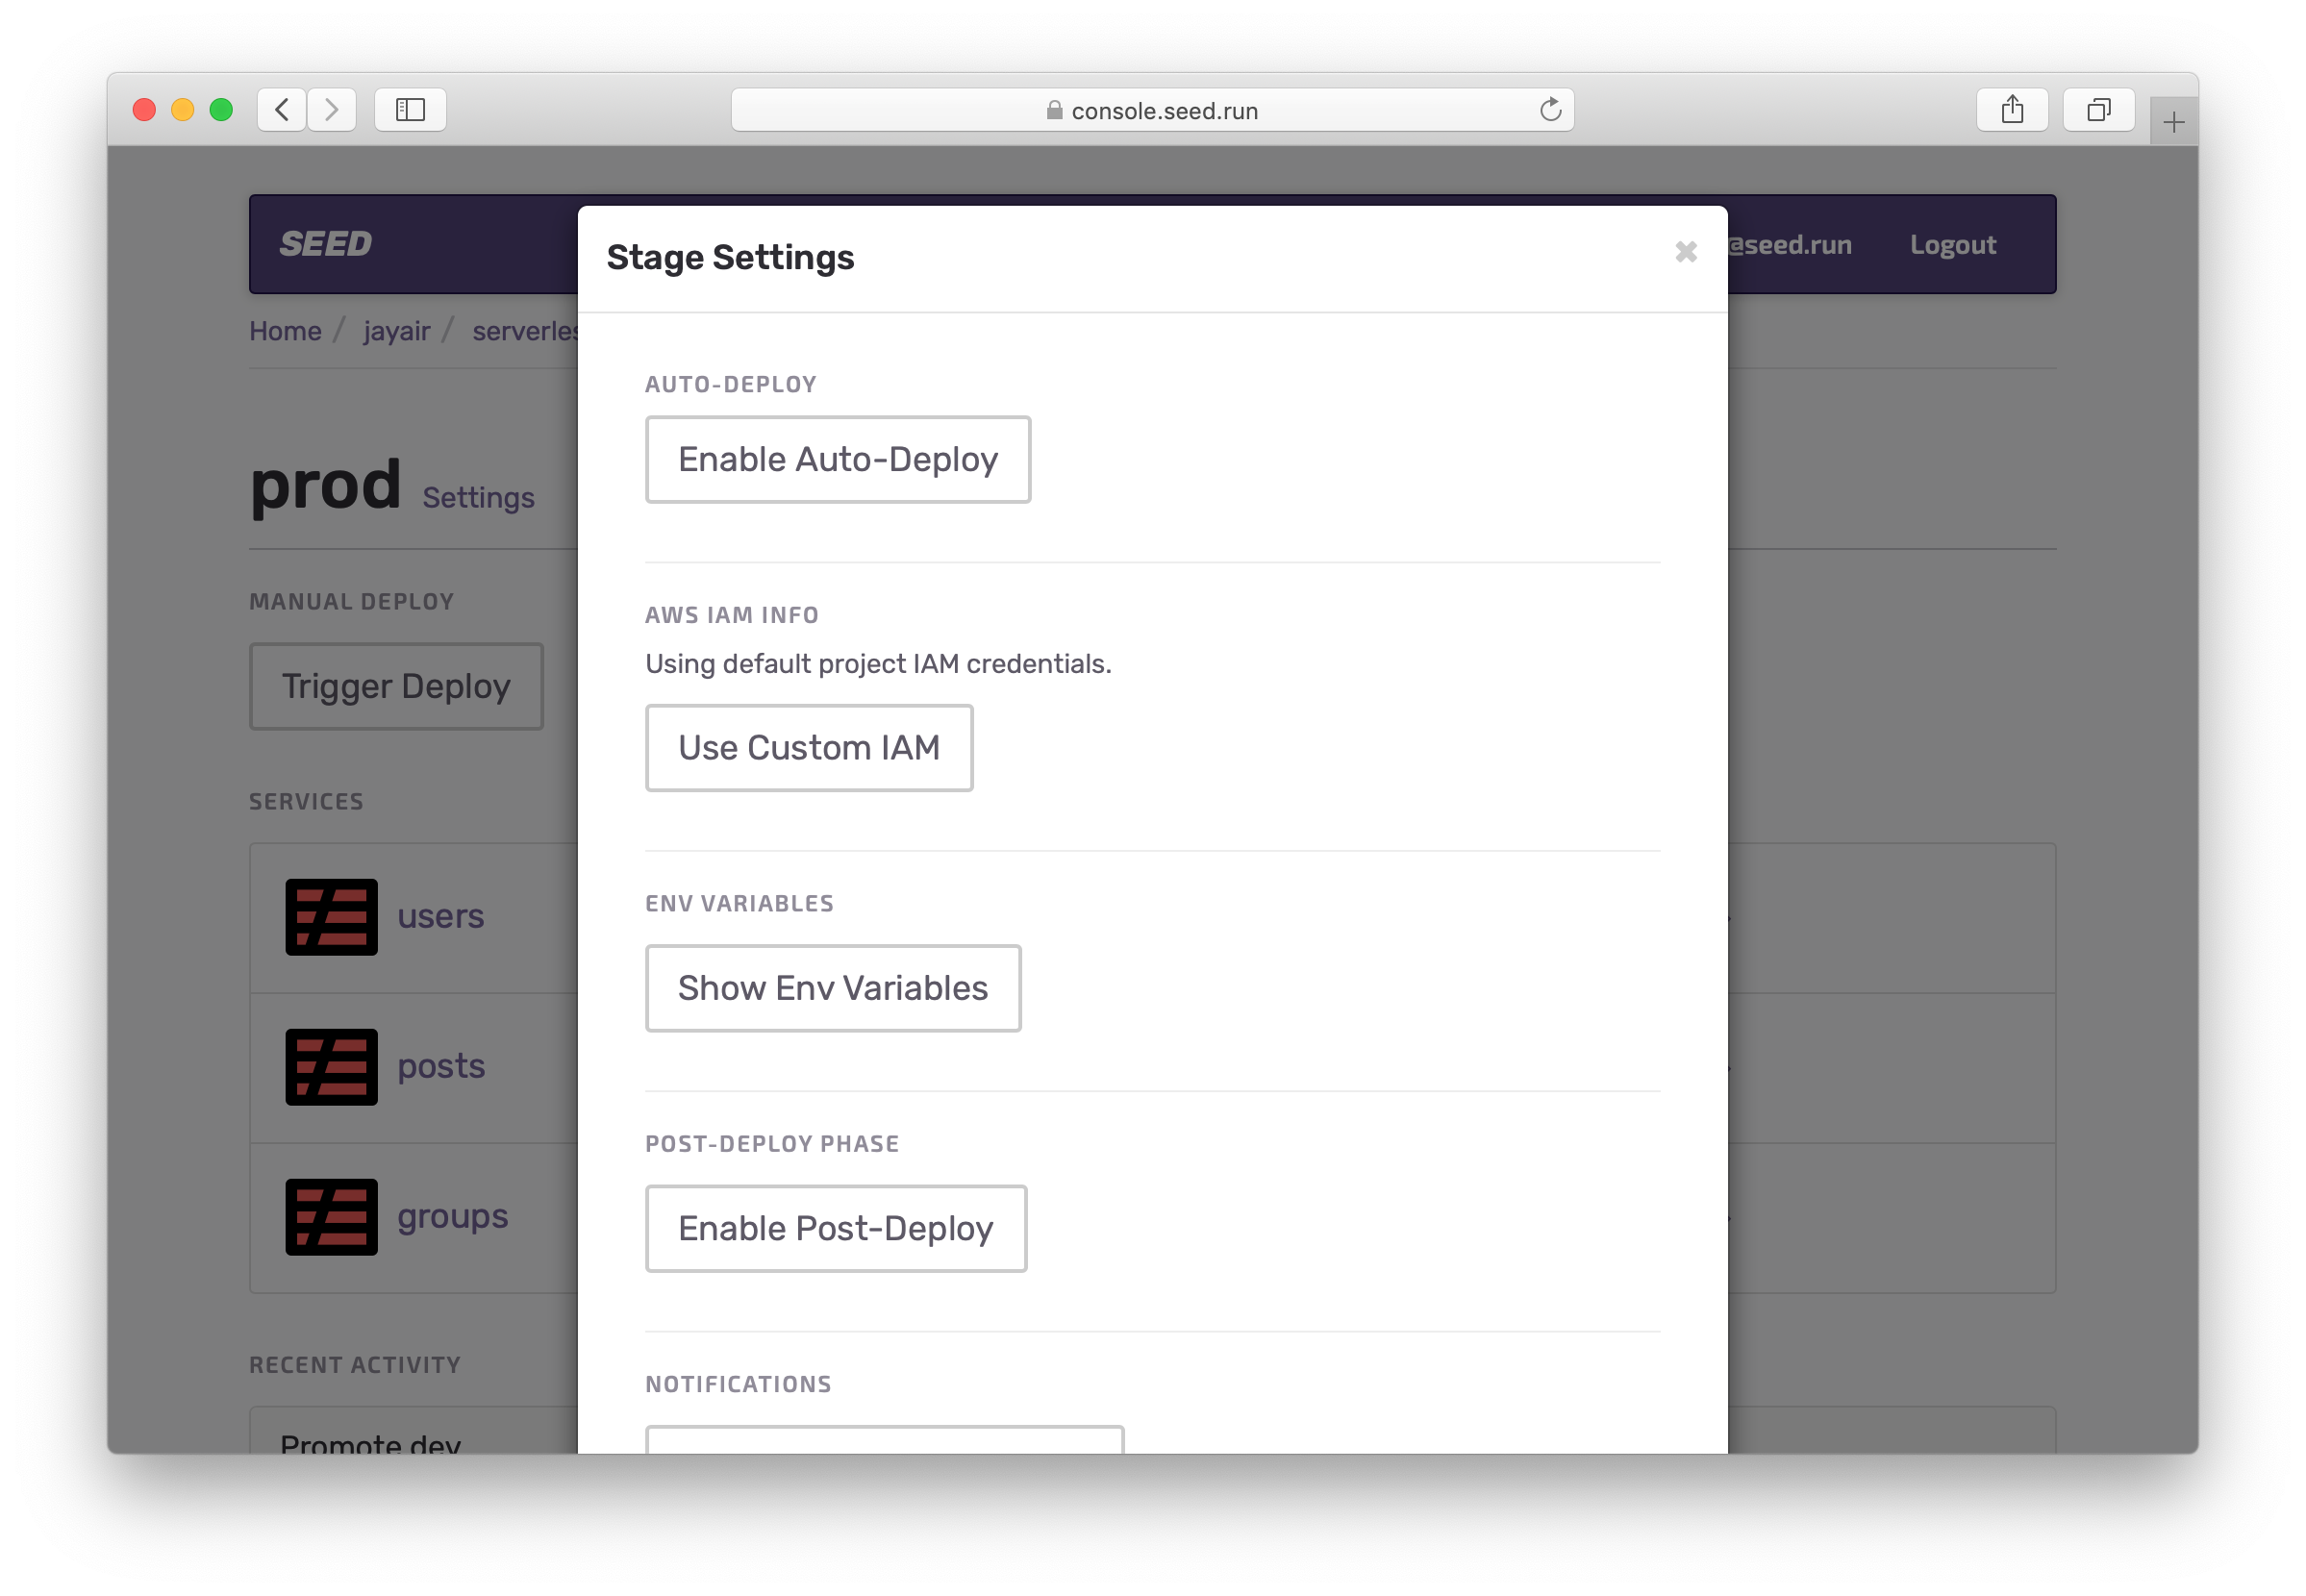 console.seed.run
SEED
@seed.run
Logout
Home / jayair /
Stage Settings
AUTO-DEPLOY
Enable Auto-Deploy
AWS IAM INFO
Using default project IAM credentials.
Use Custom IAM
ENV VARIABLES
Show Env Variables
POST-DEPLOY PHASE
Enable Post-Deploy
NOTIFICATIONS
prod Settings
MANUAL DEPLOY
Trigger Deploy
SERVICES
users
posts
groups
RECENT ACTIVITY
Promote dev